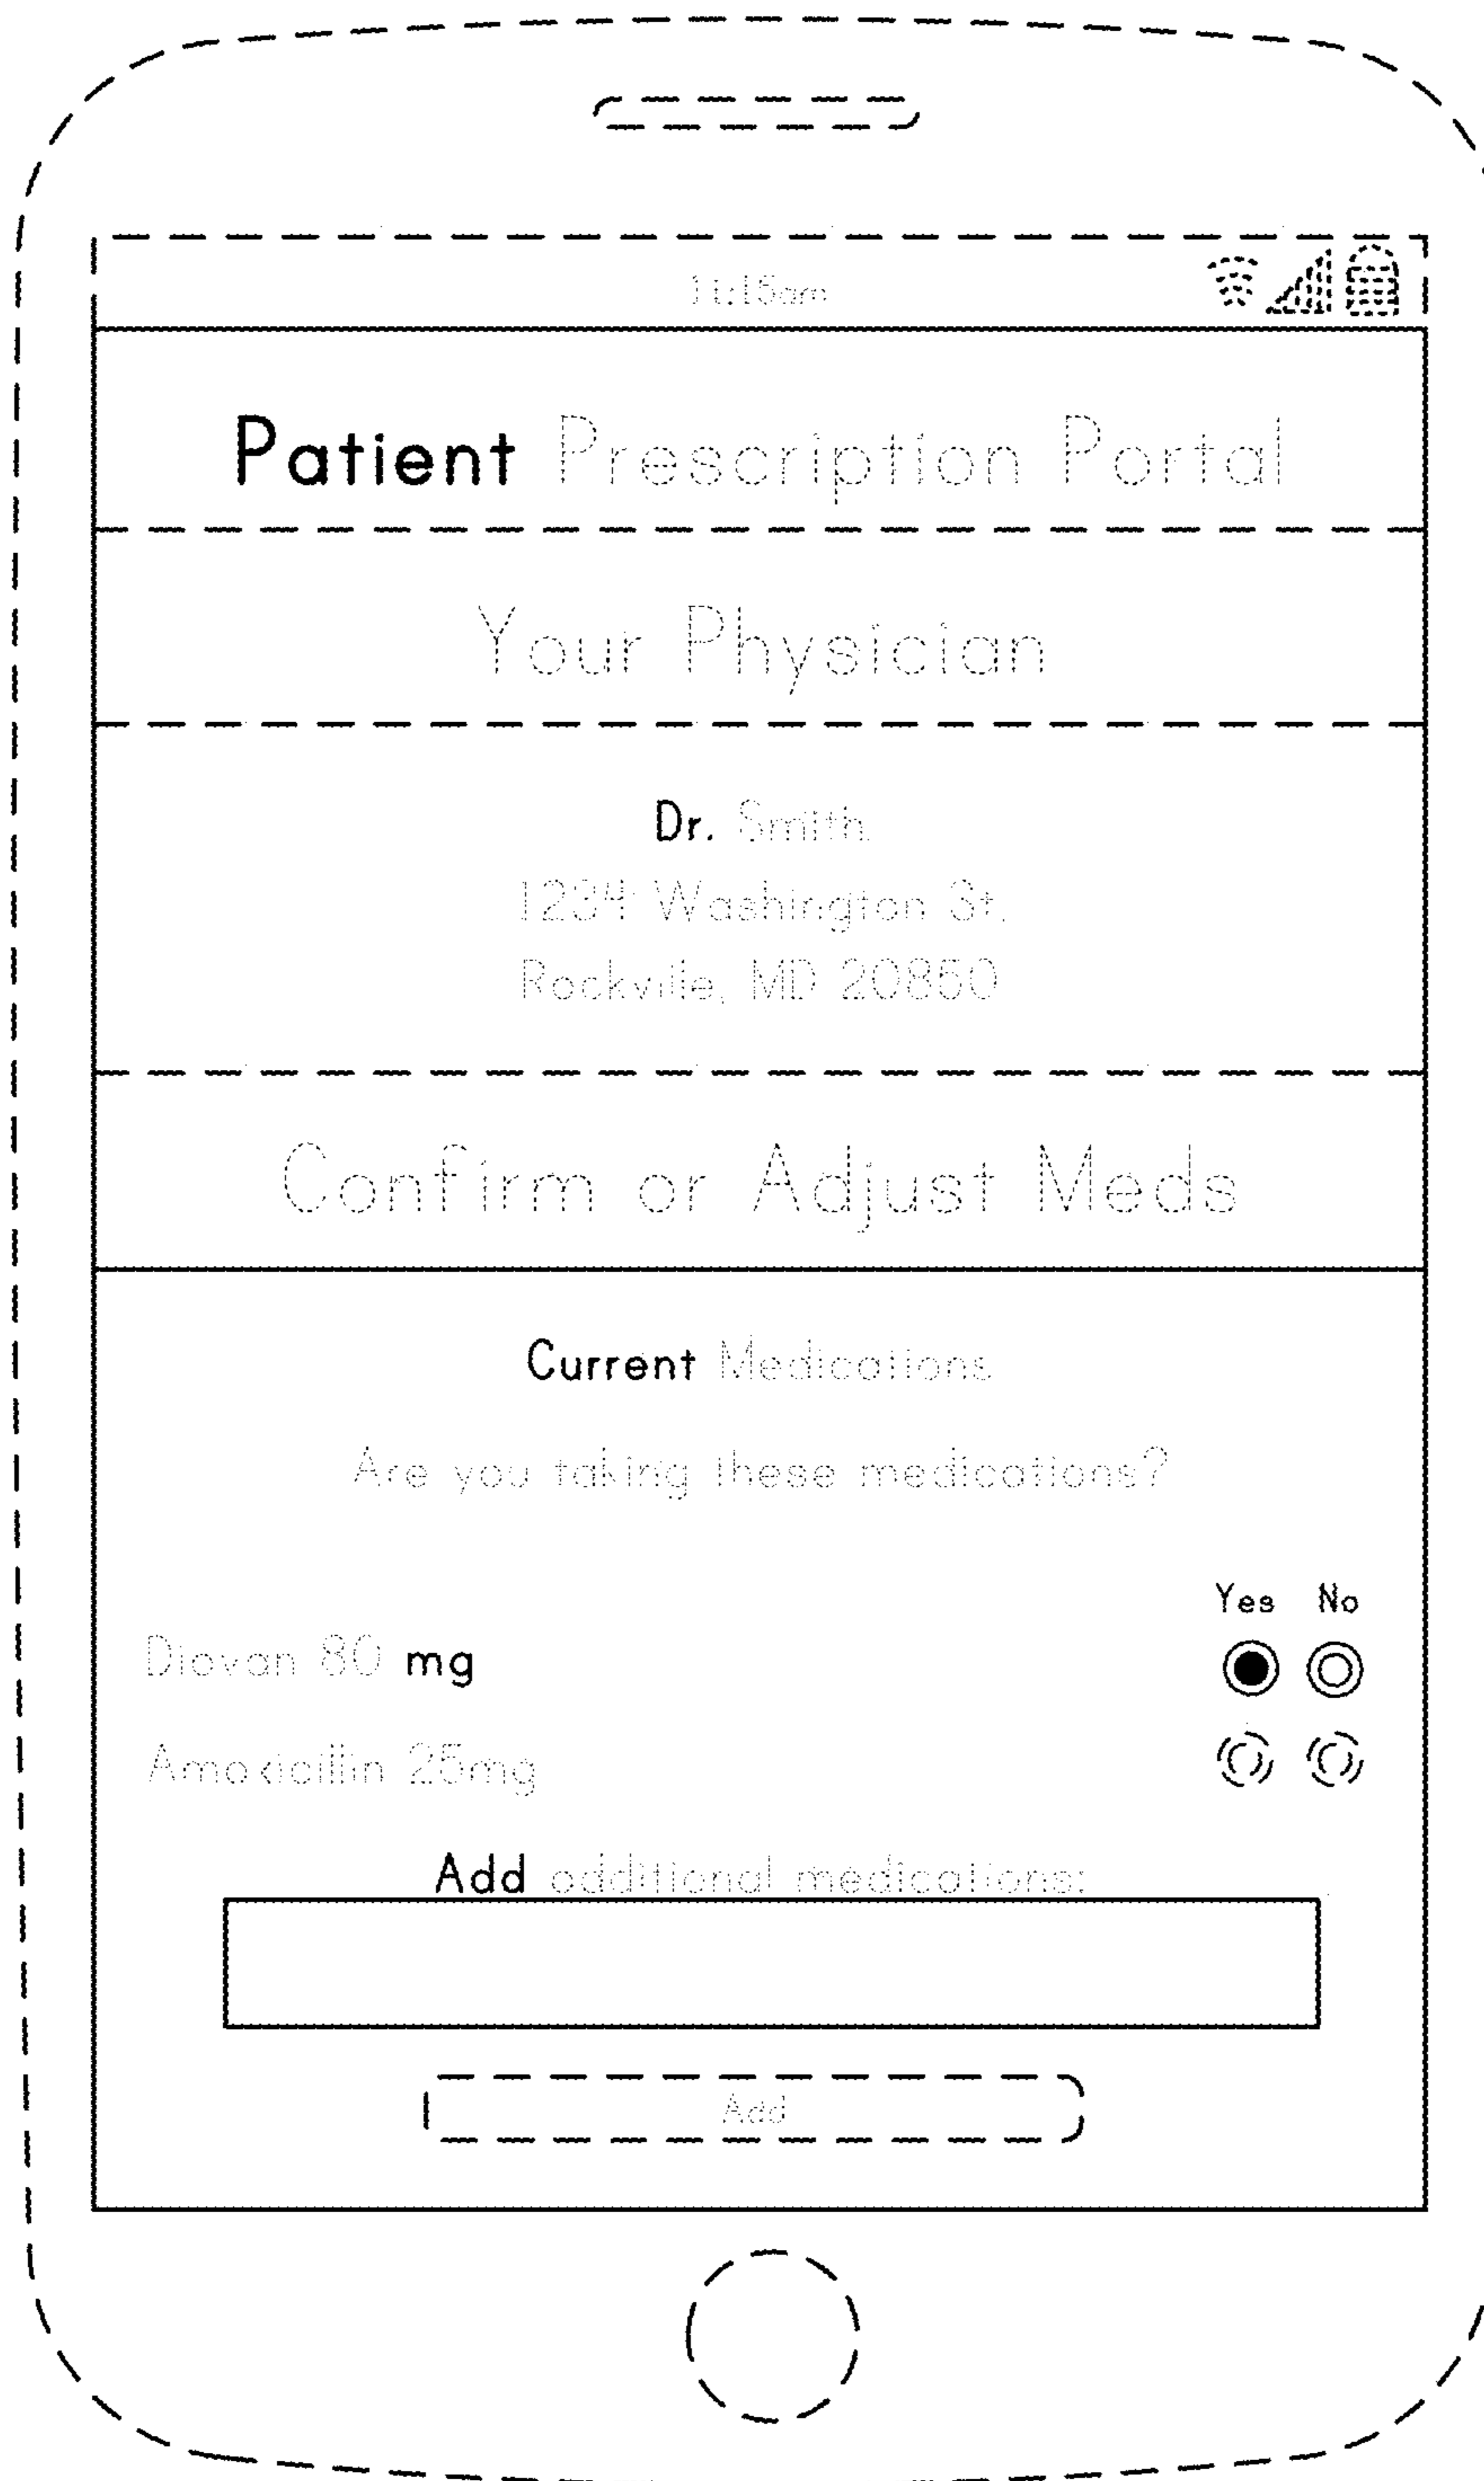 11:15am
Patient Prescription Portal
Your Physician
Dr. Smith
1234 Washington St.
Rockville, MD 20850
Confirm or Adjust Meds
Current Medications
Are you taking these medications?
Yes No
Diovan 80 mg
Amoxicillin 25mg
Add additional medications:
Add